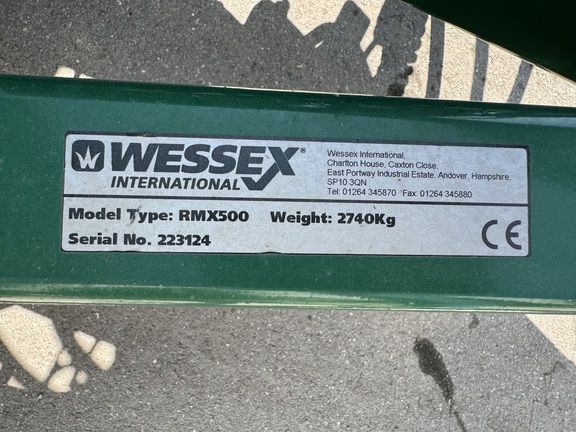 WESSEX®
INTERNATIONAL
Wessex International,
Charlton House, Caxton Close,
East Portway Industrial Estate, Andover, Hampshire,
SP10 3QN
Tel: 01264 345870 Fax: 01264 345880
Model Type: RMX500 Weight: 2740Kg
Serial No. 223124
CE